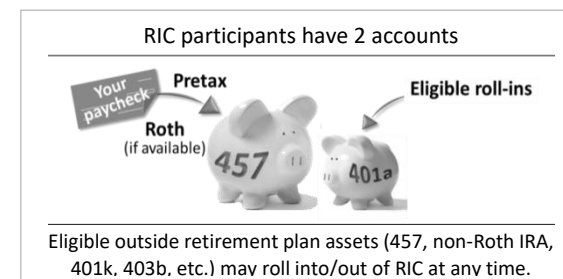 RIC participants have 2 accounts
Your
paycheck
Pretax
Roth
(if available)
457
Eligible roll-ins
401a
Eligible outside retirement plan assets (457, non-Roth IRA,
401k, 403b, etc.) may roll into/out of RIC at any time.